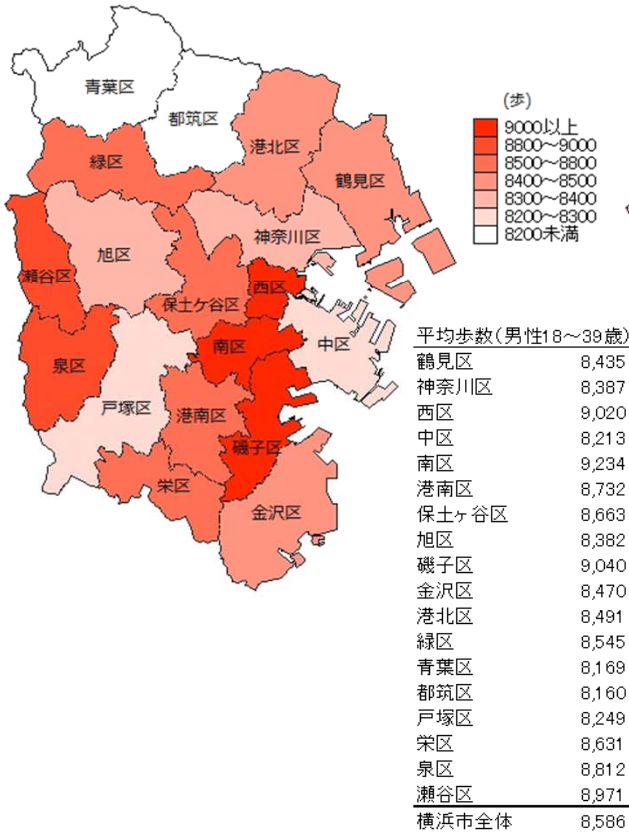 青葉区
都筑区
港北区
緑区
鶴見区
神奈川区
旭区
瀬谷区
保土ケ谷区
西区
南区
中区
泉区
戸塚区
港南区
磯子区
栄区
金沢区
(歩)
9000以上
8800〜9000
8500〜8800
8400〜8500
8300〜8400
8200〜8300
8200未満
平均歩数(男性18〜39歳)
鶴見区 8,435
神奈川区 8,387
西区 9,020
中区 8,213
南区 9,234
港南区 8,732
保土ヶ谷区 8,663
旭区 8,382
磯子区 9,040
金沢区 8,470
港北区 8,491
緑区 8,545
青葉区 8,169
都筑区 8,160
戸塚区 8,249
栄区 8,631
泉区 8,812
瀬谷区 8,971
横浜市全体 8,586